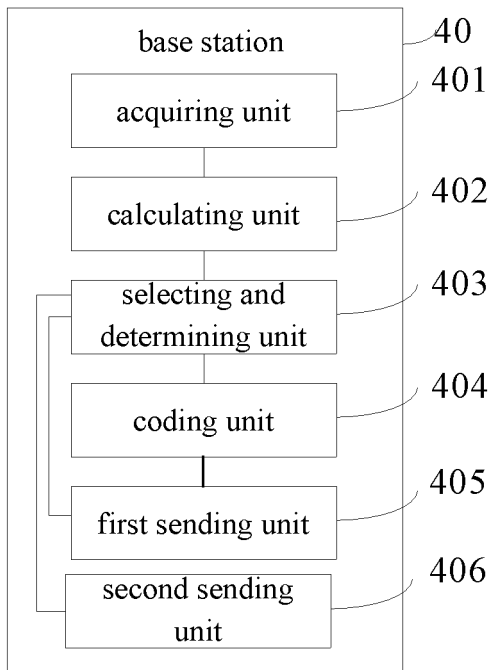 base station
40
acquiring unit
401
calculating unit
402
selecting and
determining unit
403
coding unit
404
first sending unit
405
second sending
unit
406